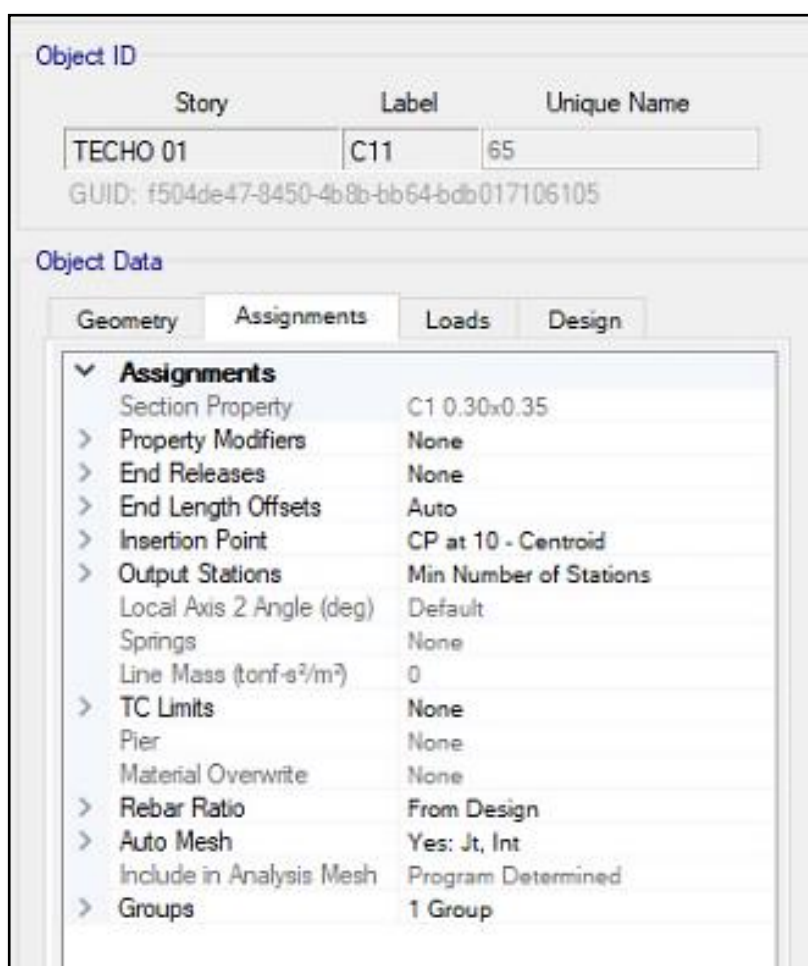 Object ID
Story Label Unique Name
TECHO 01 C11 65
GUID: f504de47-8450-4b8b-bb64-bdb017106105
Object Data
Geometry Assignments Loads Design
Assignments
Section Property C1 0.30x0.35
Property Modifiers None
End Releases None
End Length Offsets Auto
Insertion Point CP at 10 - Centroid
Output Stations Min Number of Stations
Local Axis 2 Angle (deg) Default
Springs None
Line Mass (tonf-s²/m²) 0
TC Limits None
Pier None
Material Overwrite None
Rebar Ratio From Design
Auto Mesh Yes: Jt, Int
Include in Analysis Mesh Program Determined
Groups 1 Group